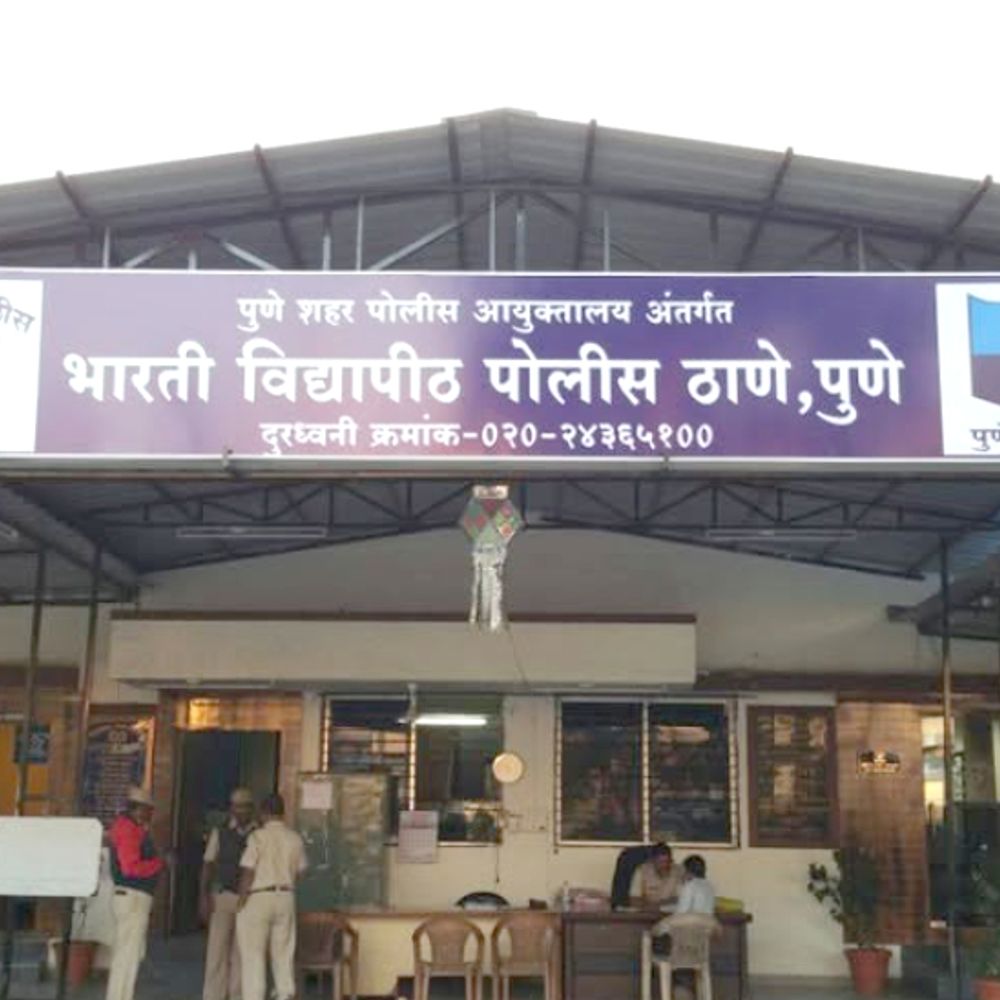 पुणे शहर पोलीस आयुक्तालय अंतर्गत
भारती विद्यापीठ पोलीस ठाणे,पुणे
दुरध्वनी क्रमांक-०२०-२४३६५१००